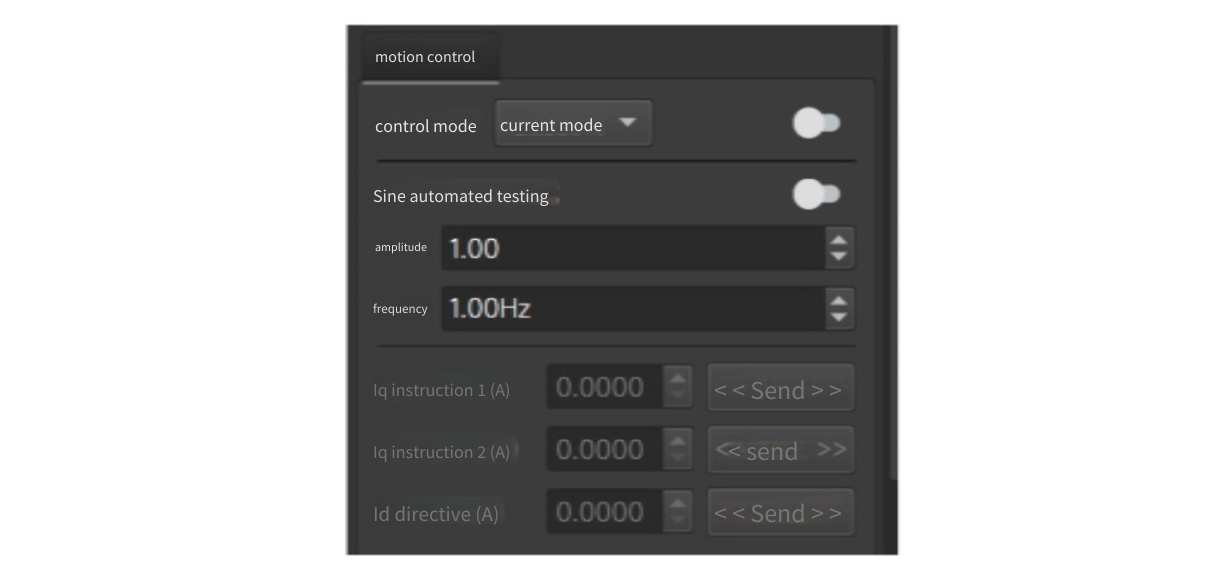 motion control
control mode current mode
Sine automated testing
amplitude 1.00
frequency 1.00Hz
Iq instruction 1 (A) 0.0000 << Send >>
Iq instruction 2 (A) 0.0000 << send >>
Id directive (A) 0.0000 << Send >>